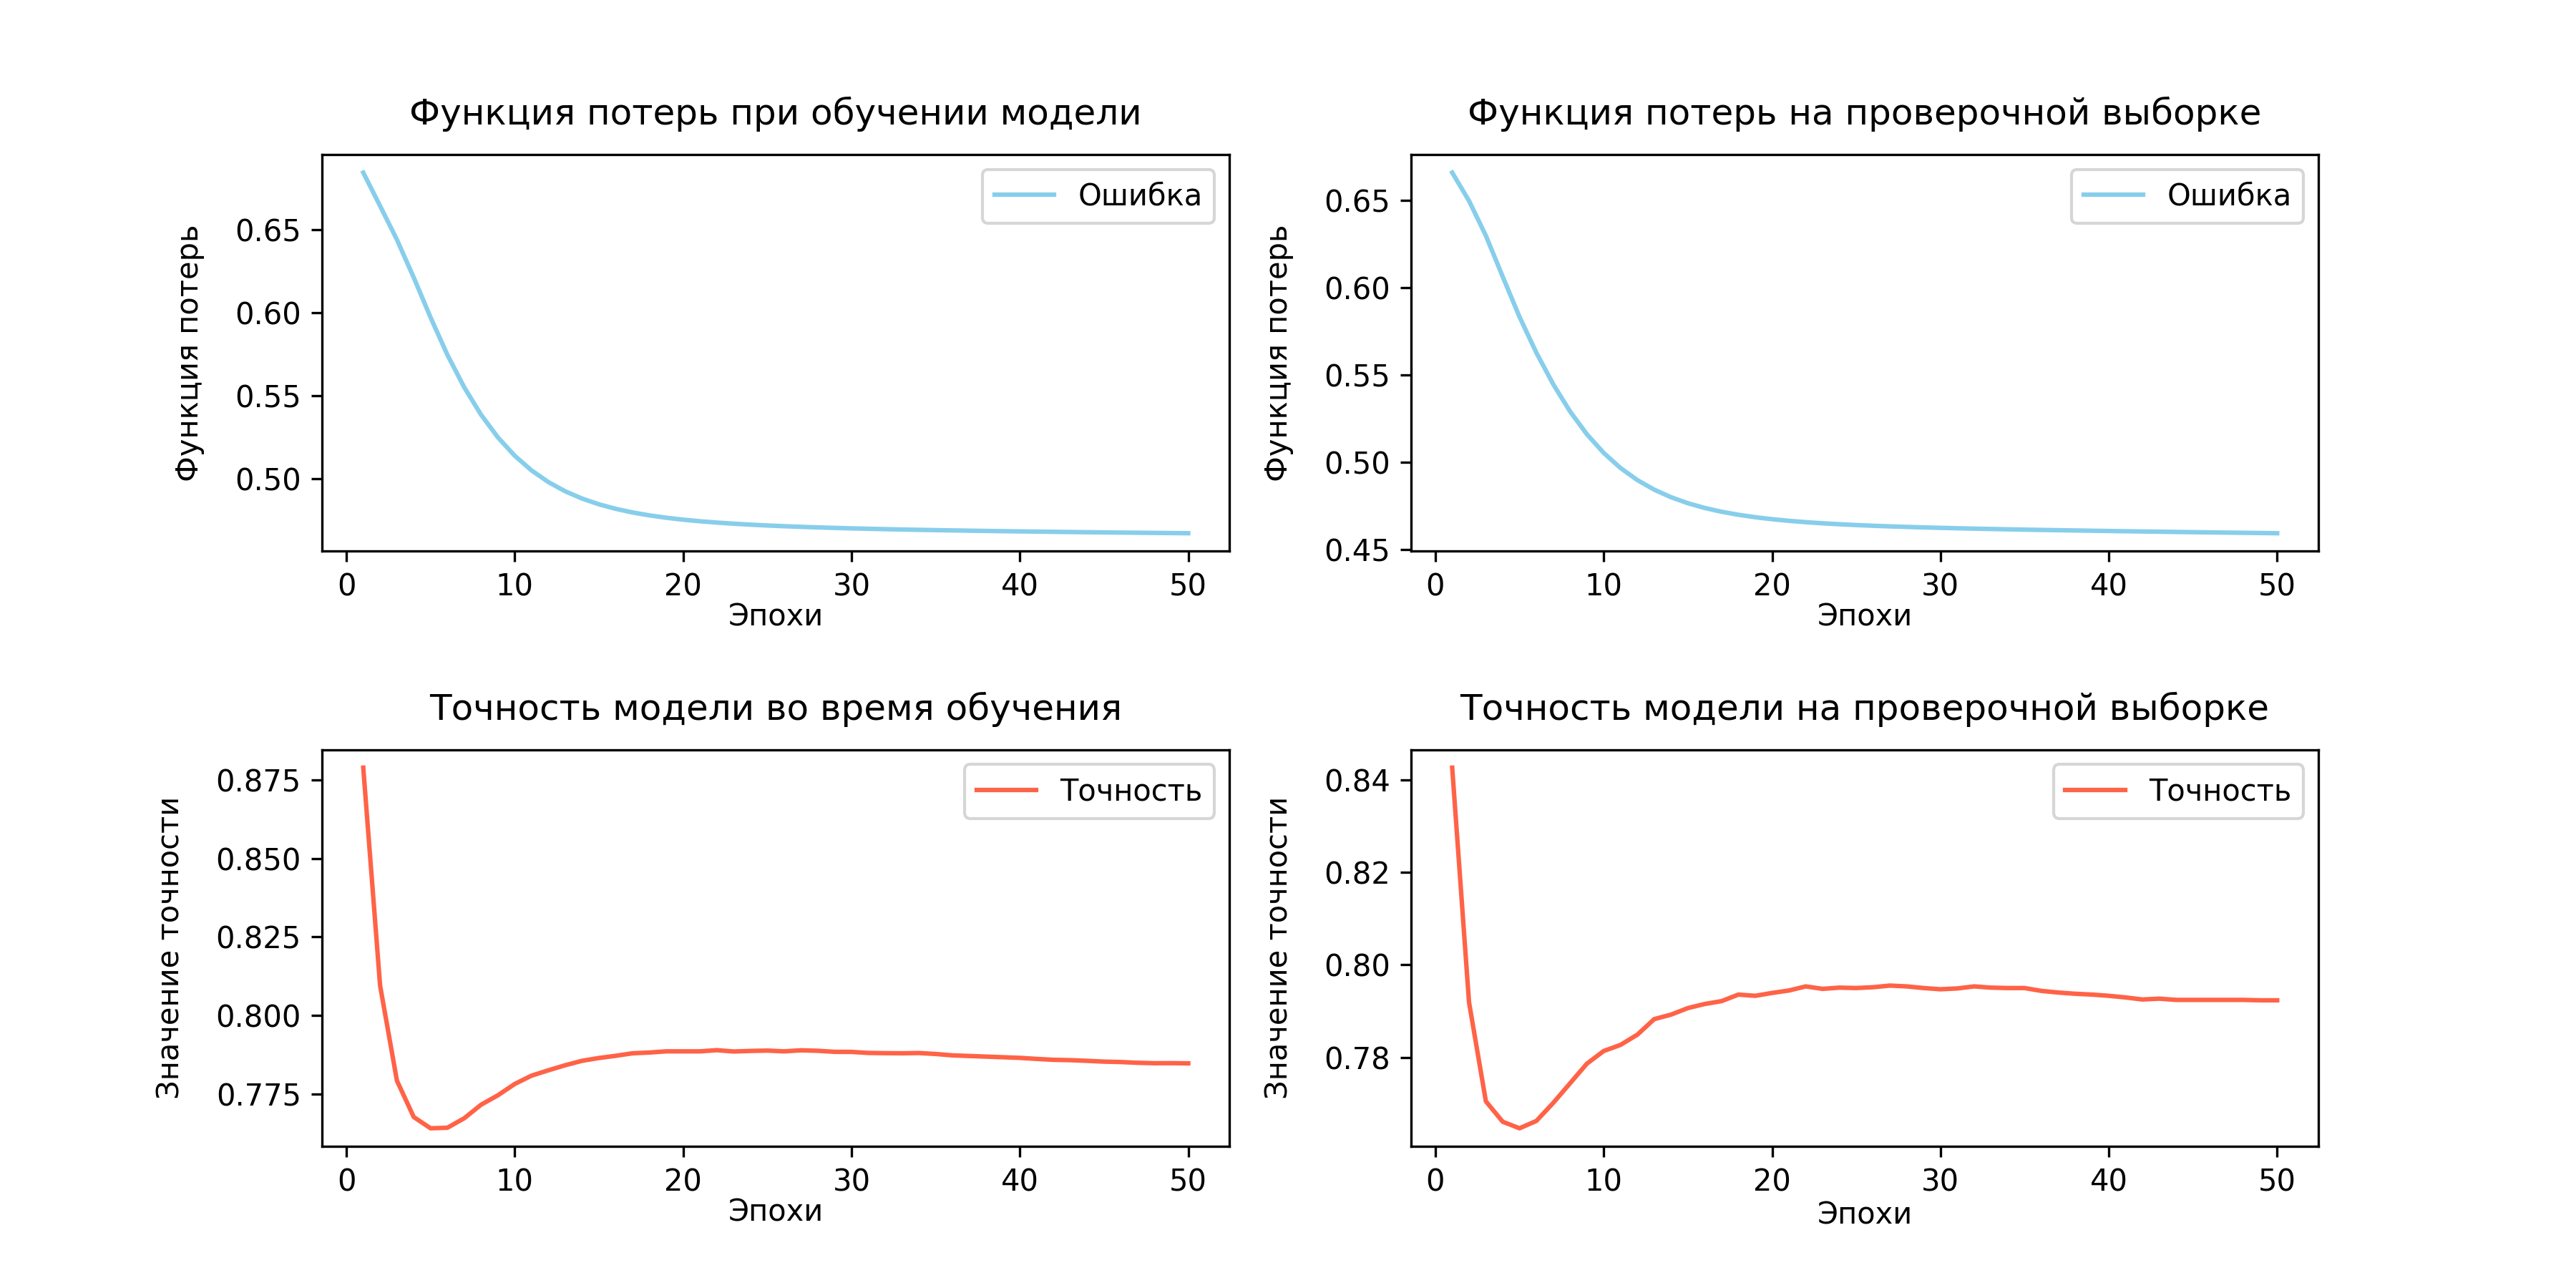 Функция потерь при обучении модели
Функция потерь
0.65
0.60
0.55
0.50
Ошибка
0 10 20 30 40 50
Эпохи
Функция потерь на проверочной выборке
Функция потерь
0.65
0.60
0.55
0.50
0.45
Ошибка
0 10 20 30 40 50
Эпохи
Точность модели во время обучения
Значение точности
0.875
0.850
0.825
0.800
0.775
Точность
0 10 20 30 40 50
Эпохи
Точность модели на проверочной выборке
Значение точности
0.84
0.82
0.80
0.78
Точность
0 10 20 30 40 50
Эпохи